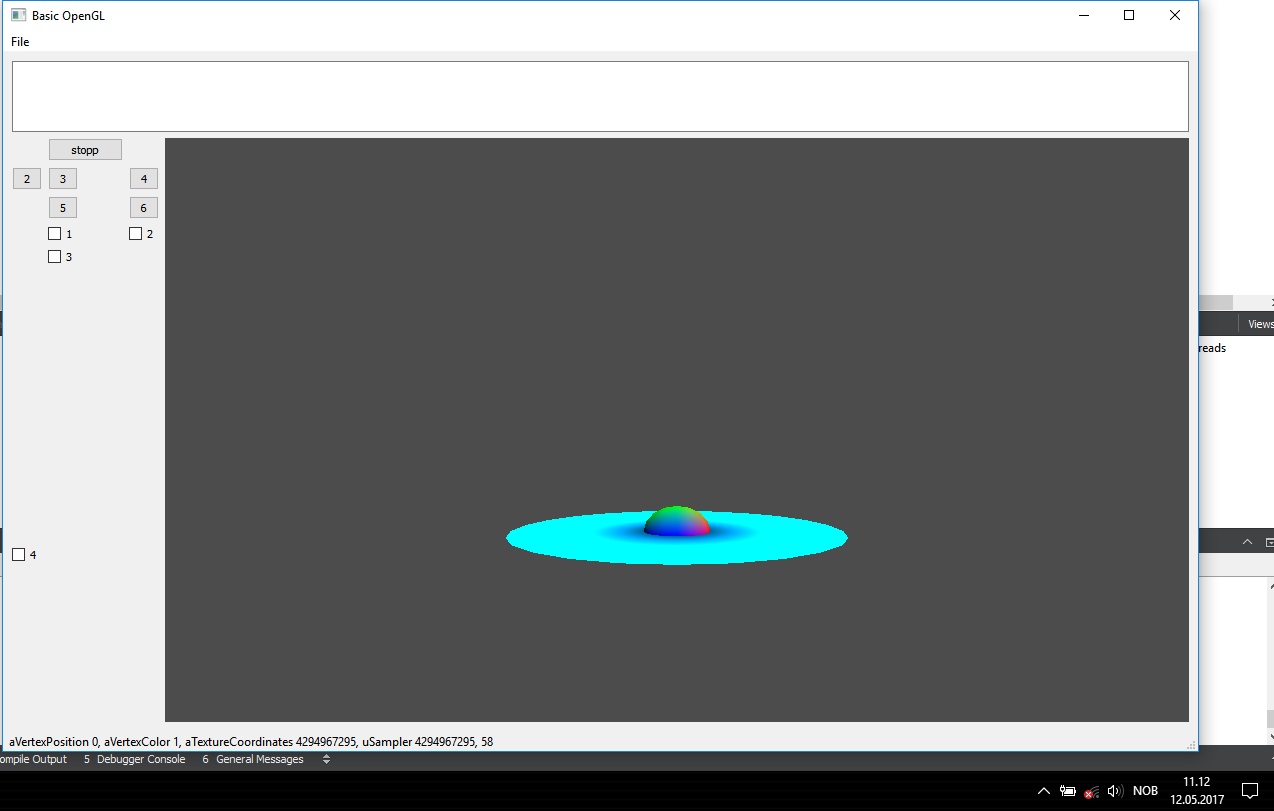 Basic OpenGL
File
stopp
2 3 4
5 6
1 2
3
Views
reads
4
aVertexPosition 0, aVertexColor 1, aTextureCoordinates 4294967295, uSampler 4294967295, 58
ompile Output 5 Debugger Console 6 General Messages
NOB
11.12
12.05.2017